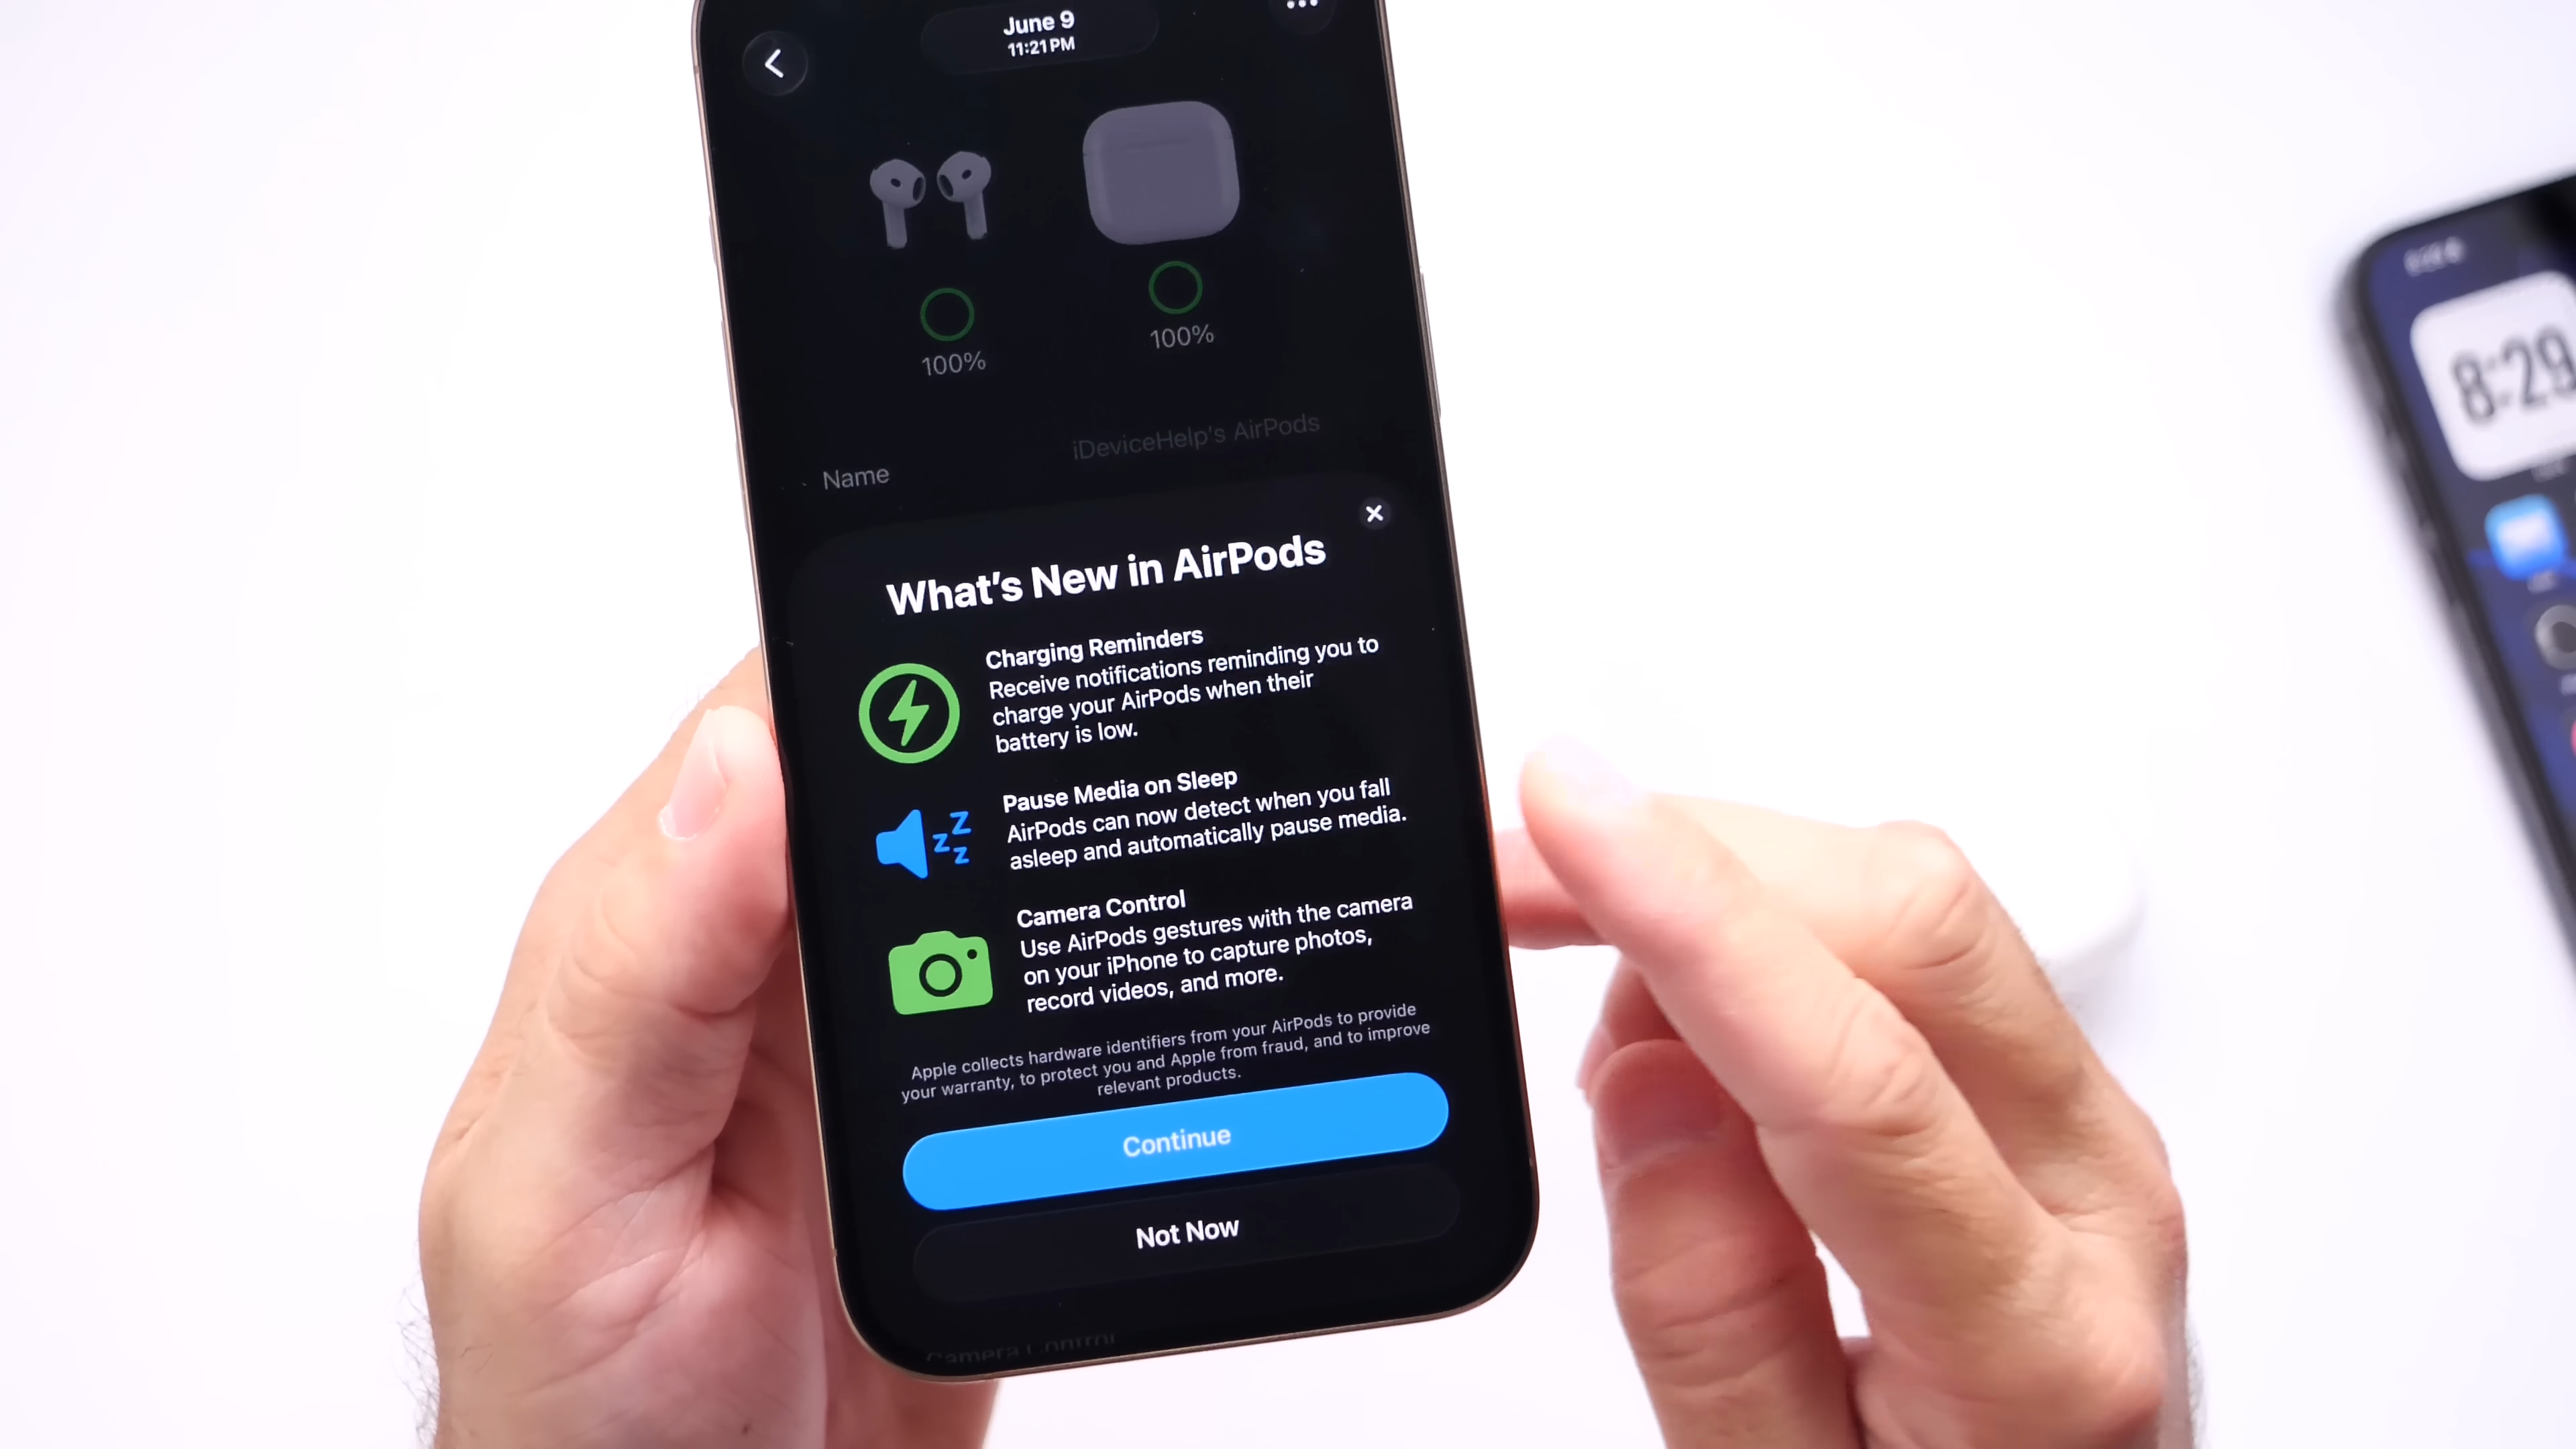 June 9
11:21 PM
100%
100%
iDeviceHelp's AirPods
Name
What's New in AirPods
Charging Reminders
Receive notifications reminding you to
charge your AirPods when their
battery is low.
Pause Media on Sleep
AirPods can now detect when you fall
asleep and automatically pause media.
Camera Control
Use AirPods gestures with the camera
on your iPhone to capture photos,
record videos, and more.
Apple collects hardware identifiers from your AirPods to provide
your warranty, to protect you and Apple from fraud, and to improve
relevant products.
Continue
Not Now
Camera Control
8:29